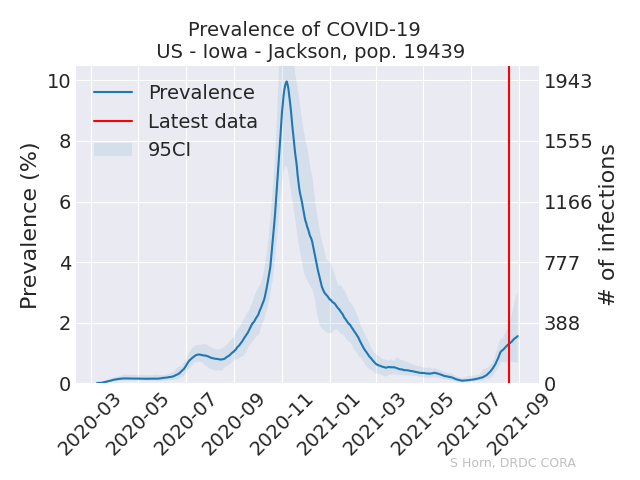 Prevalence of COVID-19
US - Iowa - Jackson, pop. 19439
Prevalence
Latest data
95CI
Prevalence (%)
10
8
6
4
2
0
1943
1555
1166
777
388
0
# of infections
2020-03
2020-05
2020-07
2020-09
2020-11
2021-01
2021-03
2021-05
2021-07
2021-09
S Horn, DRDC CORA